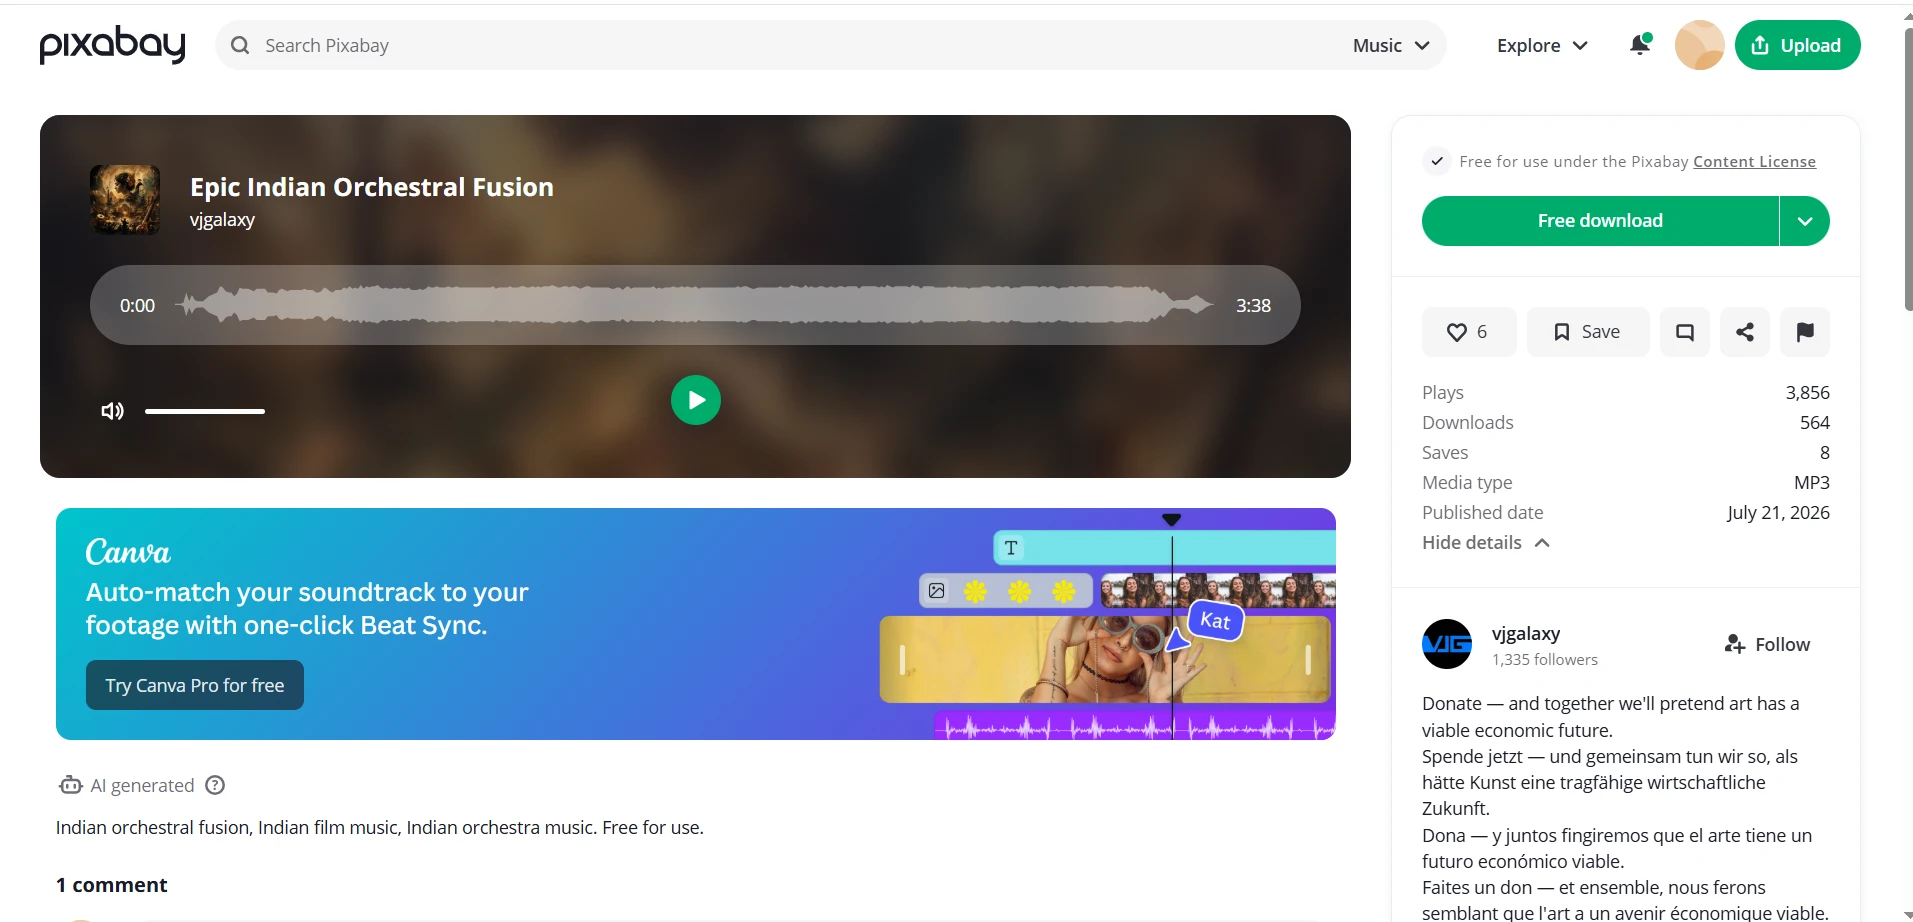 pixabay
Search Pixabay
Music
Explore
Upload
Epic Indian Orchestral Fusion
vjgalaxy
0:00
3:38
Free for use under the Pixabay Content License
Free download
6
Save
Plays
3,856
Downloads
564
Saves
8
Media type
MP3
Published date
July 21, 2026
Hide details
Canva
Auto-match your soundtrack to your
footage with one-click Beat Sync.
Try Canva Pro for free
T
Kat
VJG
vjgalaxy
1,335 followers
Follow
Donate — and together we'll pretend art has a
viable economic future.
Spende jetzt — und gemeinsam tun wir so, als
hätte Kunst eine tragfähige wirtschaftliche
Zukunft.
Dona — y juntos fingiremos que el arte tiene un
futuro económico viable.
Faites un don — et ensemble, nous ferons
semblant que l'art a un avenir économique viable.
AI generated
Indian orchestral fusion, Indian film music, Indian orchestra music. Free for use.
1 comment